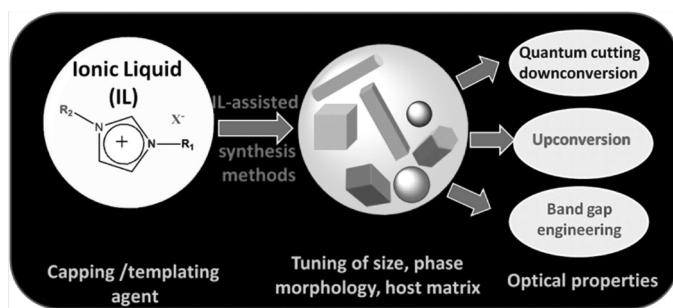 Ionic Liquid
(IL)
R2
N
+
N
R1
X-
IL-assisted
synthesis
methods
Quantum cutting
downconversion
Upconversion
Band gap
engineering
Capping /templating
agent
Tuning of size, phase
morphology, host matrix
Optical properties